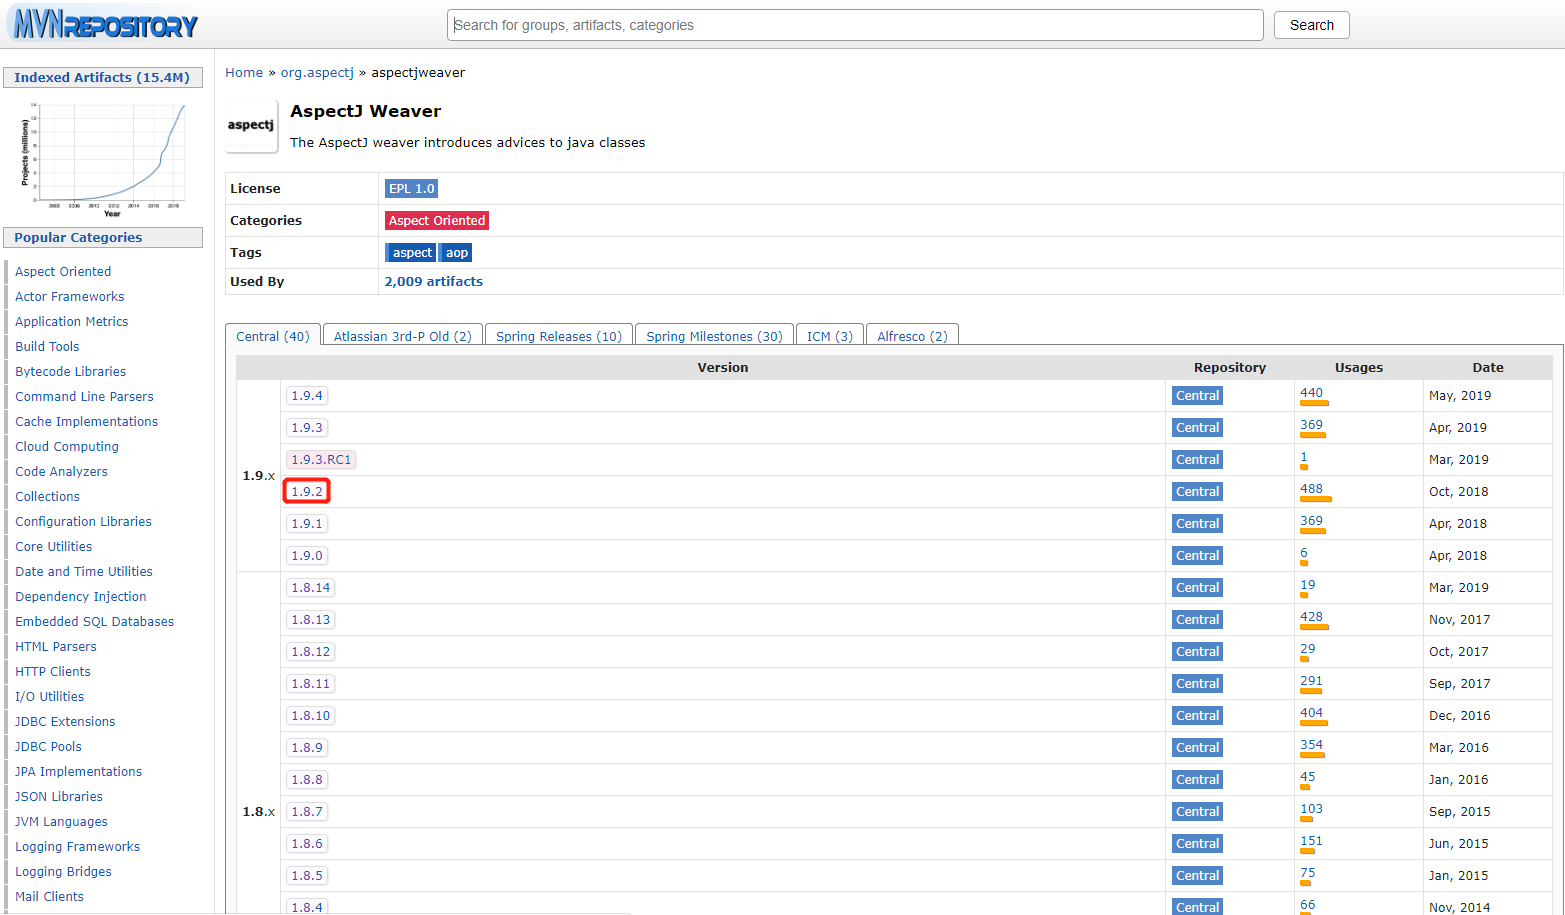 MVNREPOSITORY
Search for groups, artifacts, categories
Search
Indexed Artifacts (15.4M)
Projects (millions)
Year
Popular Categories
Aspect Oriented
Actor Frameworks
Application Metrics
Build Tools
Bytecode Libraries
Command Line Parsers
Cache Implementations
Cloud Computing
Code Analyzers
Collections
Configuration Libraries
Core Utilities
Date and Time Utilities
Dependency Injection
Embedded SQL Databases
HTML Parsers
HTTP Clients
I/O Utilities
JDBC Extensions
JDBC Pools
JPA Implementations
JSON Libraries
JVM Languages
Logging Frameworks
Logging Bridges
Mail Clients
Home » org.aspectj » aspectjweaver
aspectj
AspectJ Weaver
The AspectJ weaver introduces advices to java classes
License EPL 1.0
Categories Aspect Oriented
Tags aspect aop
Used By 2,009 artifacts
Central (40) Atlassian 3rd-P Old (2) Spring Releases (10) Spring Milestones (30) ICM (3) Alfresco (2)
Version Repository Usages Date
1.9.x
1.9.4 Central 440 May, 2019
1.9.3 Central 369 Apr, 2019
1.9.3.RC1 Central 1 Mar, 2019
1.9.2 Central 488 Oct, 2018
1.9.1 Central 369 Apr, 2018
1.9.0 Central 6 Apr, 2018
1.8.x
1.8.14 Central 19 Mar, 2019
1.8.13 Central 428 Nov, 2017
1.8.12 Central 29 Oct, 2017
1.8.11 Central 291 Sep, 2017
1.8.10 Central 404 Dec, 2016
1.8.9 Central 354 Mar, 2016
1.8.8 Central 45 Jan, 2016
1.8.7 Central 103 Sep, 2015
1.8.6 Central 151 Jun, 2015
1.8.5 Central 75 Jan, 2015
1.8.4 Central 66 Nov, 2014